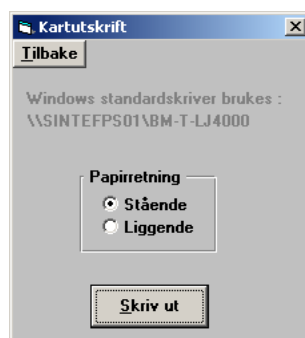 Kartutskrift
Tilbake
Windows standardskriver brukes :
\\SINTEFPS01\BM-T-LJ4000
Papirretning
Stående
Liggende
Skriv ut